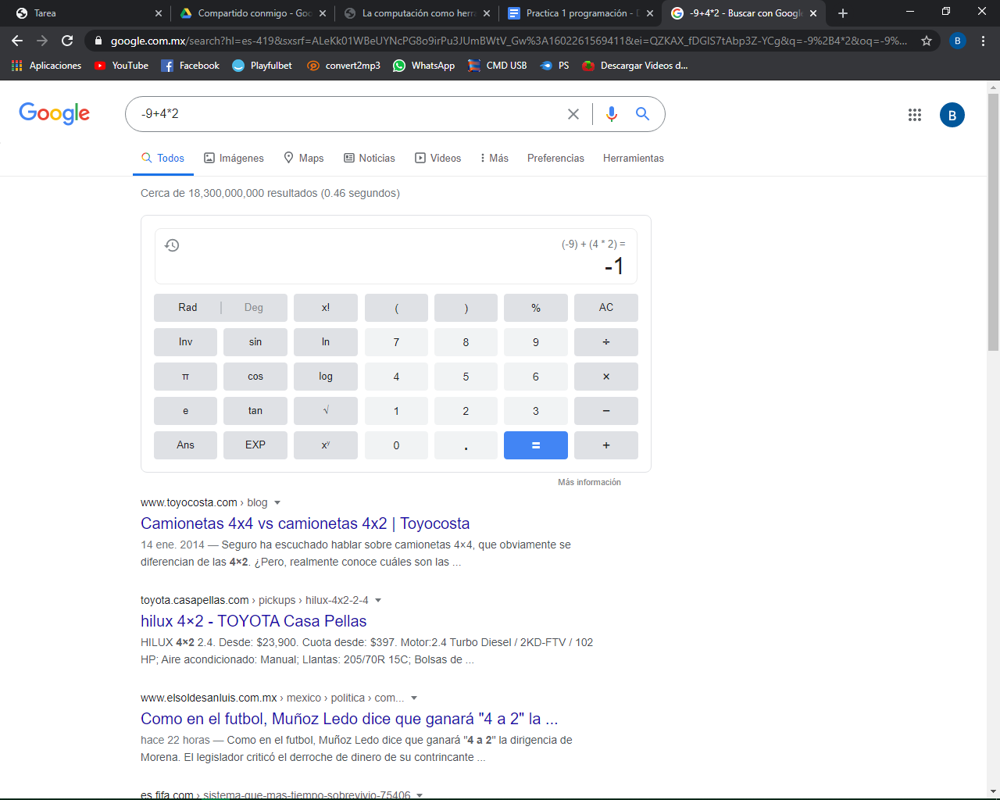 Tarea
Compartido conmigo - Goo
La computación como herra
Practica 1 programación - D
-9+4*2 - Buscar con Google
google.com.mx/search?hl=es-419&sxsrf=ALeKk01WBeUYNcPG8o9irPu3JUmBWtV_Gw%3A1602261569411&ei=QZKAX_fDGIS7tAbp3Z-YCg&q=-9%2B4*2&oq=-9%...
B
Aplicaciones
YouTube
Facebook
Playfulbet
convert2mp3
WhatsApp
CMD USB
PS
Descargar Videos d...
Google
-9+4*2
B
Todos
Imágenes
Maps
Noticias
Videos
Más
Preferencias
Herramientas
Cerca de 18,300,000,000 resultados (0.46 segundos)
(-9) + (4 * 2) =
-1
Rad | Deg x! ( ) % AC
Inv sin ln 7 8 9 ÷
π cos log 4 5 6 ×
e tan √ 1 2 3 −
Ans EXP xʸ 0 . = +
Más información
www.toyocosta.com › blog
Camionetas 4x4 vs camionetas 4x2 | Toyocosta
14 ene. 2014 — Seguro ha escuchado hablar sobre camionetas 4×4, que obviamente se
diferencian de las 4×2. ¿Pero, realmente conoce cuáles son las ...
toyota.casapellas.com › pickups › hilux-4x2-2-4
hilux 4×2 - TOYOTA Casa Pellas
HILUX 4×2 2.4. Desde: $23,900. Cuota desde: $397. Motor:2.4 Turbo Diesel / 2KD-FTV / 102
HP; Aire acondicionado: Manual; Llantas: 205/70R 15C; Bolsas de ...
www.elsoldesanluis.com.mx › mexico › politica › com...
Como en el futbol, Muñoz Ledo dice que ganará "4 a 2" la ...
hace 22 horas — Como en el futbol, Muñoz Ledo dice que ganará "4 a 2" la dirigencia de
Morena. El legislador criticó el derroche de dinero de su contrincante ...
es.fifa.com › sistema-que-mas-tiempo-sobrevivio-75406